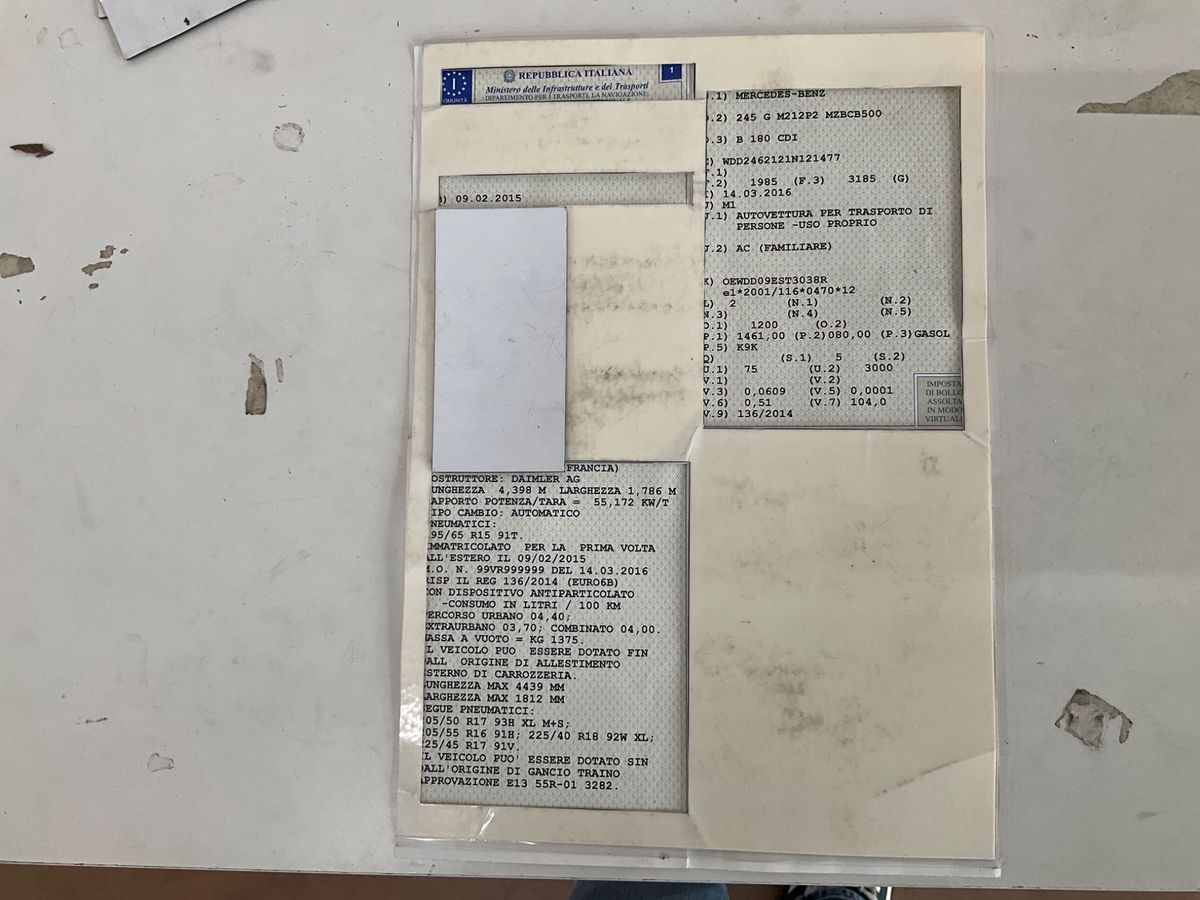 I
COMUNITÀ
REPUBBLICA ITALIANA
Ministero delle Infrastrutture e dei Trasporti
DIPARTIMENTO PER I TRASPORTI, LA NAVIGAZIONE,
1
) 09.02.2015
FRANCIA)
OSTRUTTORE: DAIMLER AG
UNGHEZZA 4,398 M LARGHEZZA 1,786 M
APPORTO POTENZA/TARA = 55,172 KW/T
IPO CAMBIO: AUTOMATICO
NEUMATICI:
95/65 R15 91T.
IMMATRICOLATO PER LA PRIMA VOLTA
ALL'ESTERO IL 09/02/2015
M.O. N. 99VR999999 DEL 14.03.2016
RISP IL REG 136/2014 (EURO6B)
CON DISPOSITIVO ANTIPARTICOLATO
-CONSUMO IN LITRI / 100 KM
PERCORSO URBANO 04,40;
EXTRAURBANO 03,70; COMBINATO 04,00.
MASSA A VUOTO = KG 1375.
IL VEICOLO PUO ESSERE DOTATO FIN
DALL ORIGINE DI ALLESTIMENTO
ESTERNO DI CARROZZERIA.
LUNGHEZZA MAX 4439 MM
LARGHEZZA MAX 1812 MM
SEGUE PNEUMATICI:
205/50 R17 93H XL M+S;
205/55 R16 91H; 225/40 R18 92W XL;
225/45 R17 91V.
IL VEICOLO PUO' ESSERE DOTATO SIN
DALL'ORIGINE DI GANCIO TRAINO
APPROVAZIONE E13 55R-01 3282.
.1) MERCEDES-BENZ
.2) 245 G M212P2 MZBCB500
.3) B 180 CDI
) WDD2462121N121477
.1)
.2) 1985 (F.3) 3185 (G)
) 14.03.2016
J) M1
J.1) AUTOVETTURA PER TRASPORTO DI
PERSONE -USO PROPRIO
J.2) AC (FAMILIARE)
K) OEWDD09EST3038R
e1*2001/116*0470*12
L) 2 (N.1) (N.2)
N.3) (N.4) (N.5)
O.1) 1200 (O.2)
P.1) 1461,00 (P.2)080,00 (P.3)GASOL
P.5) K9K
Q) (S.1) 5 (S.2)
U.1) 75 (U.2) 3000
V.1) (V.2)
V.3) 0,0609 (V.5) 0,0001
V.6) 0,51 (V.7) 104,0
V.9) 136/2014
IMPOSTA
DI BOLLO
ASSOLTA
IN MODO
VIRTUALE